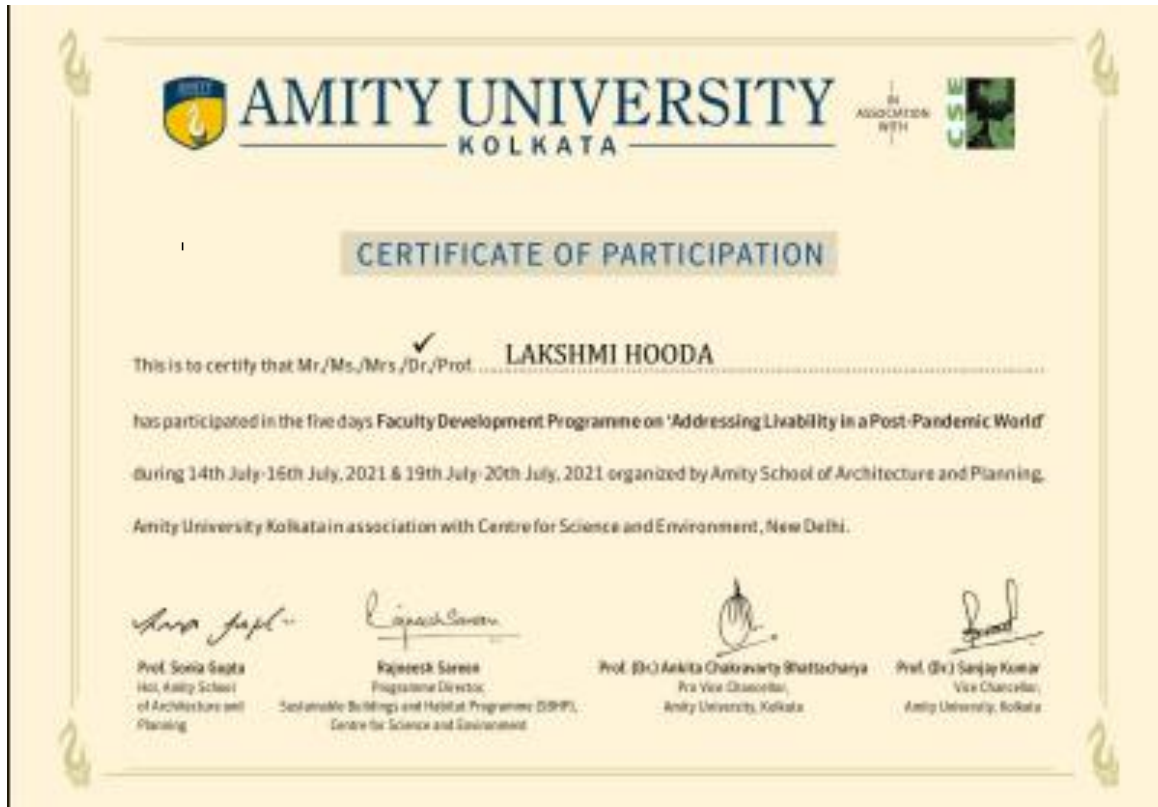 AMITY
AMITY UNIVERSITY
KOLKATA
IN
ASSOCIATION
WITH
CSE
CERTIFICATE OF PARTICIPATION
This is to certify that Mr./Ms./Mrs./Dr./Prof. LAKSHMI HOODA
has participated in the five days Faculty Development Programme on 'Addressing Livability in a Post-Pandemic World'
during 14th July-16th July, 2021 & 19th July-20th July, 2021 organized by Amity School of Architecture and Planning,
Amity University Kolkata in association with Centre for Science and Environment, New Delhi.
Rajneesh Sareen
Prof. Sonia Gupta
HoI, Amity School
of Architecture and
Planning
Rajneesh Sareen
Programme Director,
Sustainable Buildings and Habitat Programme (SBHP),
Centre for Science and Environment
Prof. (Dr.) Ankita Chakravarty Bhattacharya
Pro Vice Chancellor,
Amity University, Kolkata
Prof. (Dr.) Sanjay Kumar
Vice Chancellor,
Amity University, Kolkata